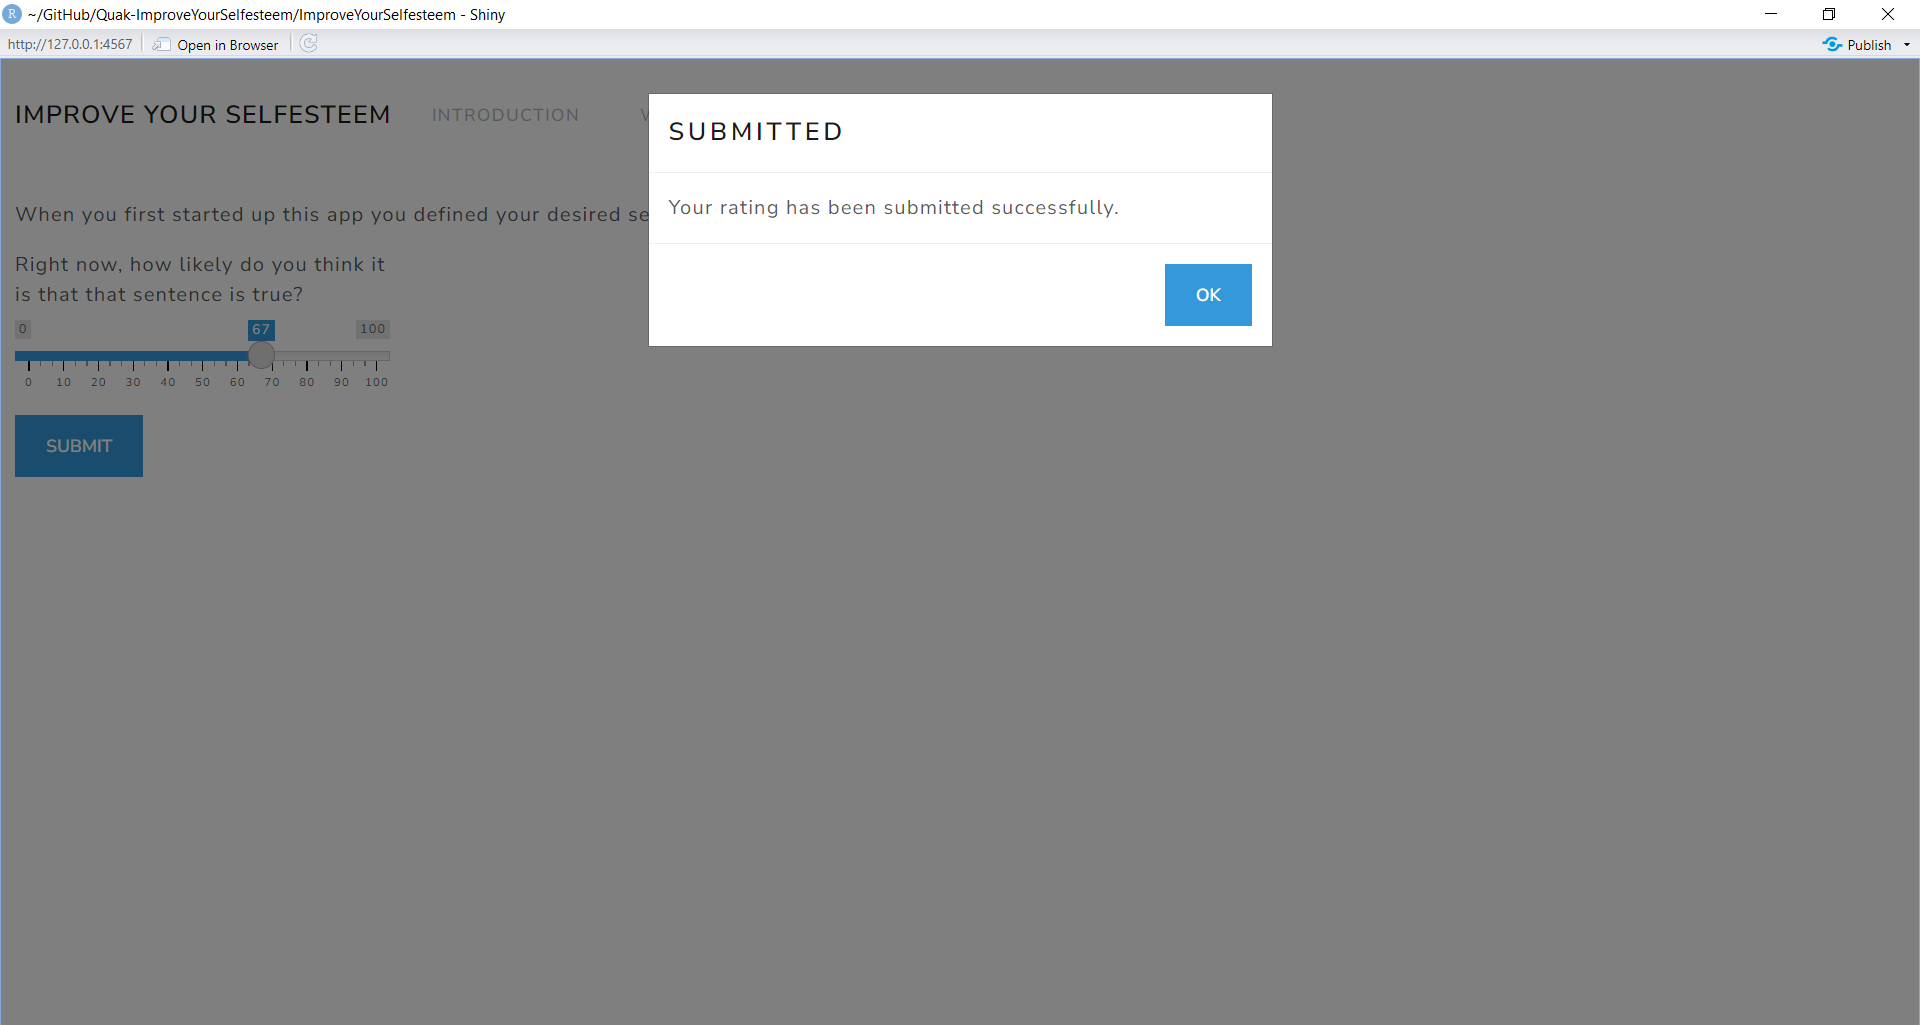 R ~/GitHub/Quak-ImproveYourSelfesteem/ImproveYourSelfesteem - Shiny
http://127.0.0.1:4567 Open in Browser Publish
IMPROVE YOUR SELFESTEEM INTRODUCTION
SUBMITTED
Your rating has been submitted successfully.
OK
When you first started up this app you defined your desired
Right now, how likely do you think it
is that that sentence is true?
0 67 100
0 10 20 30 40 50 60 70 80 90 100
SUBMIT